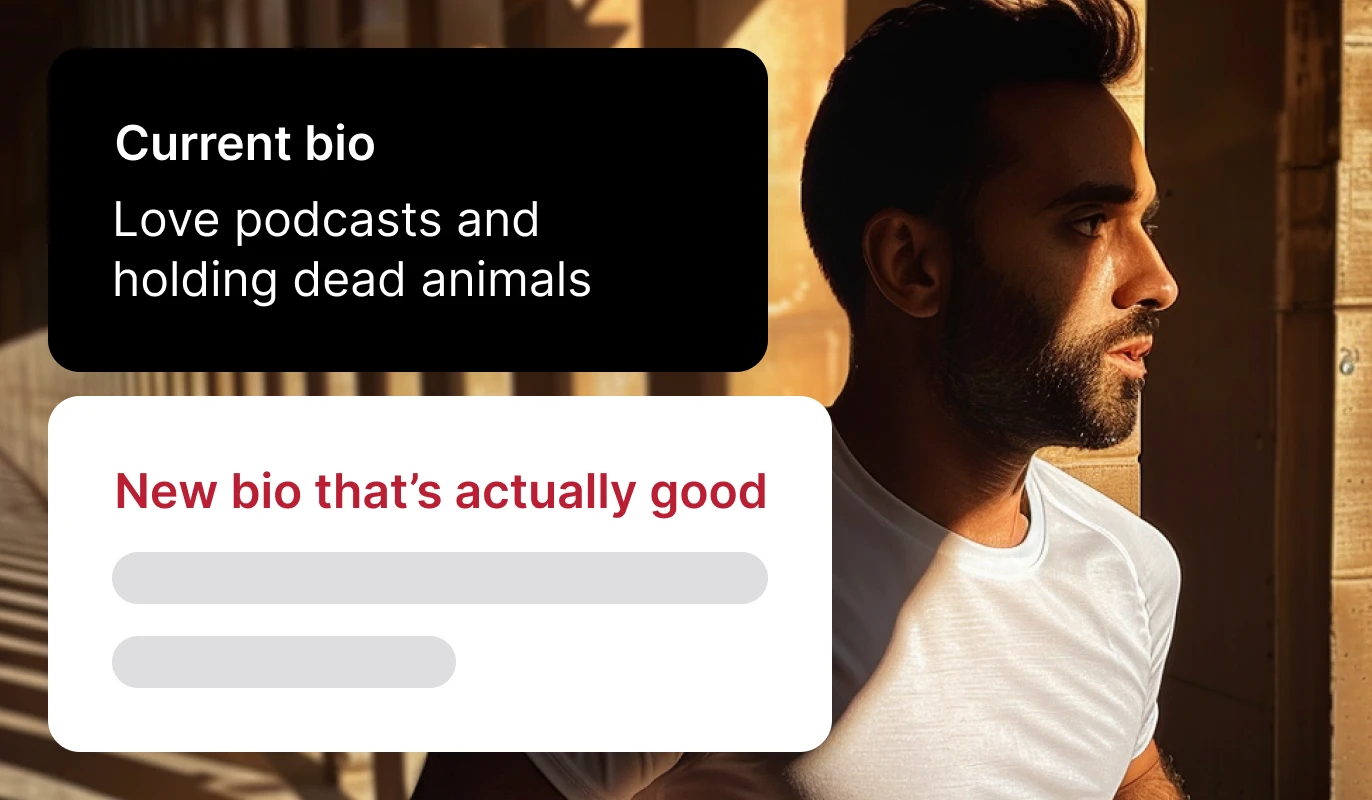 Current bio
Love podcasts and
holding dead animals
New bio that’s actually good